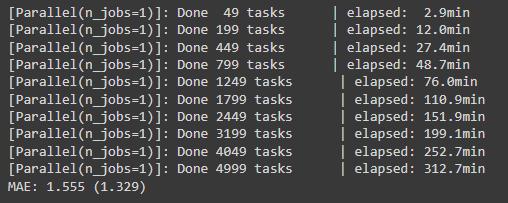 [Parallel(n_jobs=1)]: Done  49 tasks      | elapsed:  2.9min
[Parallel(n_jobs=1)]: Done 199 tasks      | elapsed: 12.0min
[Parallel(n_jobs=1)]: Done 449 tasks      | elapsed: 27.4min
[Parallel(n_jobs=1)]: Done 799 tasks      | elapsed: 48.7min
[Parallel(n_jobs=1)]: Done 1249 tasks      | elapsed: 76.0min
[Parallel(n_jobs=1)]: Done 1799 tasks      | elapsed: 110.9min
[Parallel(n_jobs=1)]: Done 2449 tasks      | elapsed: 151.9min
[Parallel(n_jobs=1)]: Done 3199 tasks      | elapsed: 199.1min
[Parallel(n_jobs=1)]: Done 4049 tasks      | elapsed: 252.7min
[Parallel(n_jobs=1)]: Done 4999 tasks      | elapsed: 312.7min
MAE: 1.555 (1.329)